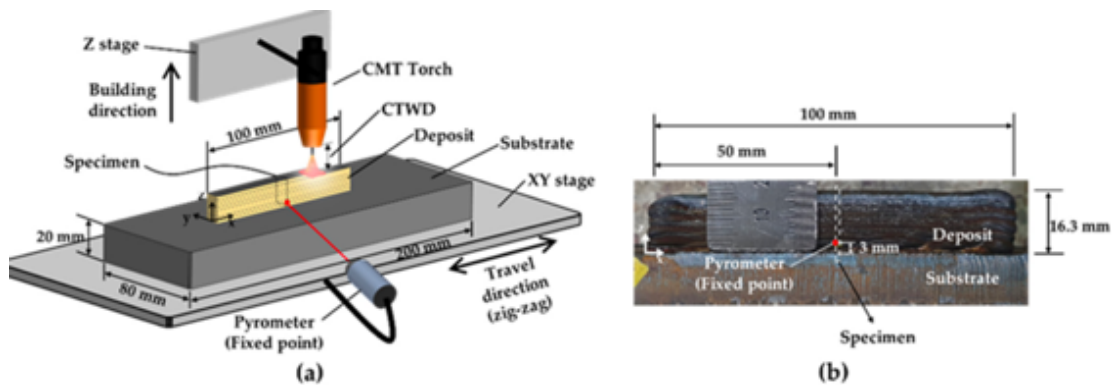 Z stage
Building
direction
CMT Torch
CTWD
100 mm
Deposit
Specimen
Substrate
XY stage
z
y
x
20 mm
80 mm
200 mm
Travel
direction
(zig-zag)
Pyrometer
(Fixed point)
(a)
100 mm
50 mm
16.3 mm
Deposit
3 mm
Pyrometer
(Fixed point)
Substrate
x
Specimen
(b)